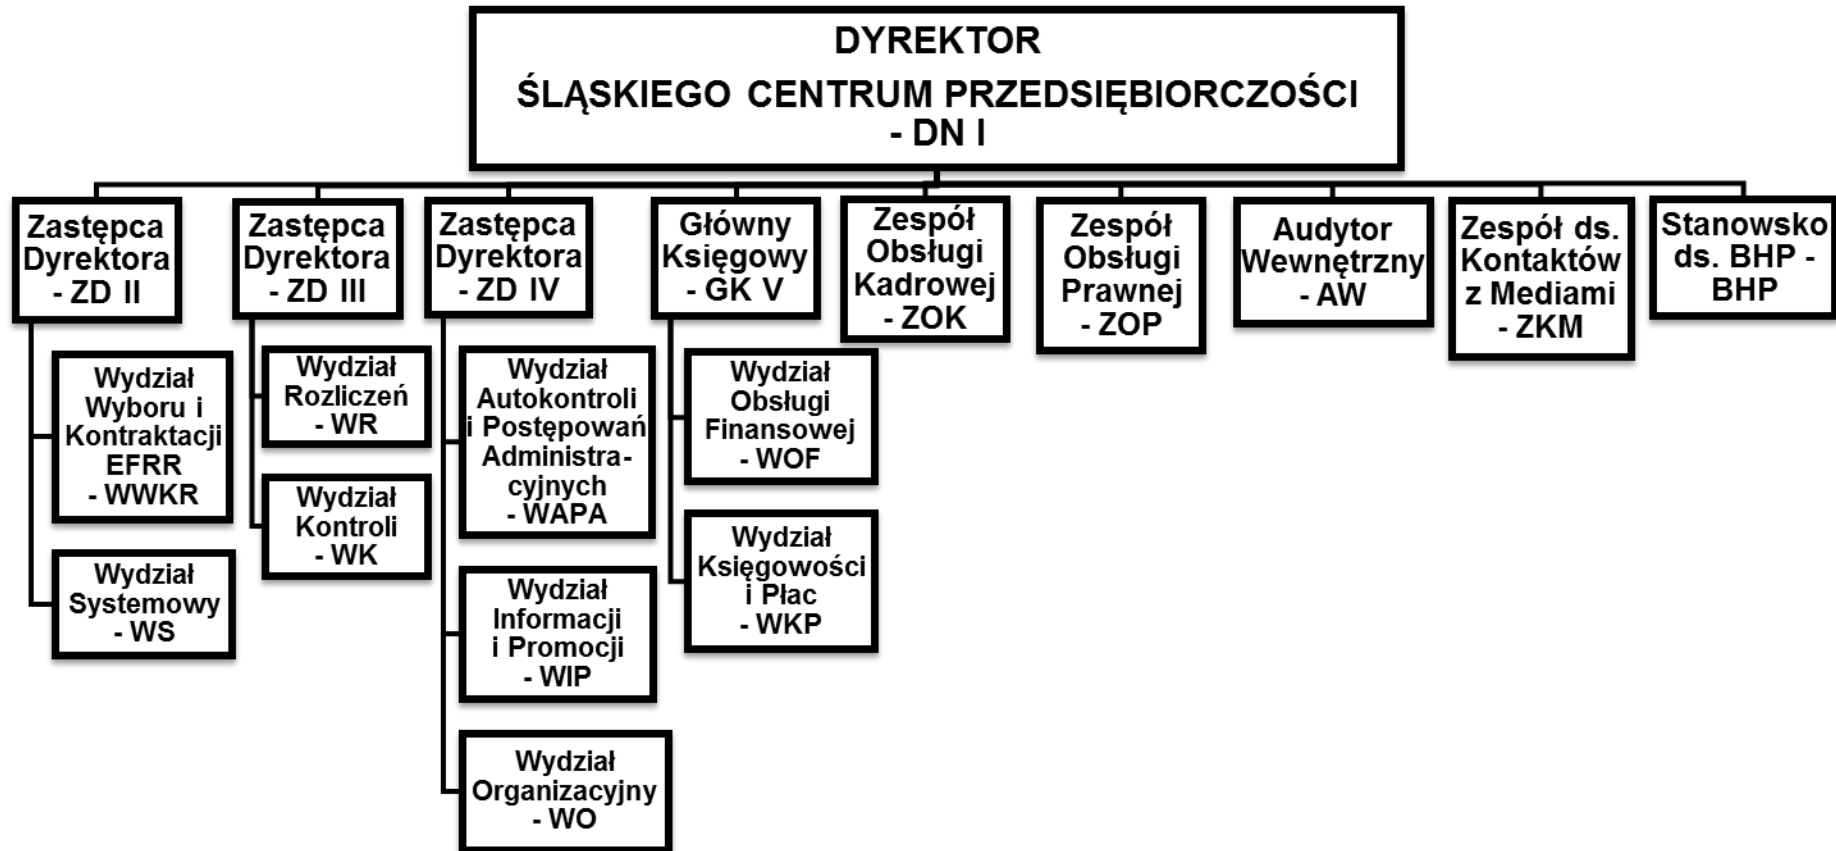 DYREKTOR
ŚLĄSKIEGO CENTRUM PRZEDSIĘBIORCZOŚCI
- DN I
Zastępca
Dyrektora
- ZD II
Zastępca
Dyrektora
- ZD III
Zastępca
Dyrektora
- ZD IV
Główny
Księgowy
- GK V
Zespół
Obsługi
Kadrowej
- ZOK
Zespół
Obsługi
Prawnej
- ZOP
Audytor
Wewnętrzny
- AW
Zespół ds.
Kontaktów
z Mediami
- ZKM
Stanowsko
ds. BHP -
BHP
Wydział
Wyboru i
Kontraktacji
EFRR
- WWKR
Wydział
Systemowy
- WS
Wydział
Rozliczeń
- WR
Wydział
Kontroli
- WK
Wydział
Autokontroli
i Postępowań
Administra-
cyjnych
- WAPA
Wydział
Informacji
i Promocji
- WIP
Wydział
Organizacyjny
- WO
Wydział
Obsługi
Finansowej
- WOF
Wydział
Księgowości
i Płac
- WKP